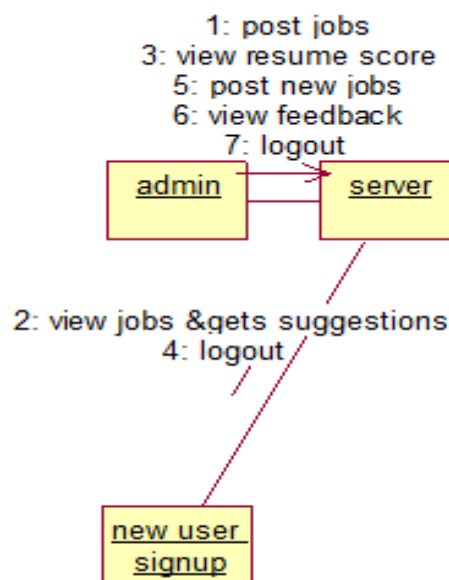 1: post jobs
3: view resume score
5: post new jobs
6: view feedback
7: logout
admin
server
2: view jobs &gets suggestions
4: logout
new user
signup